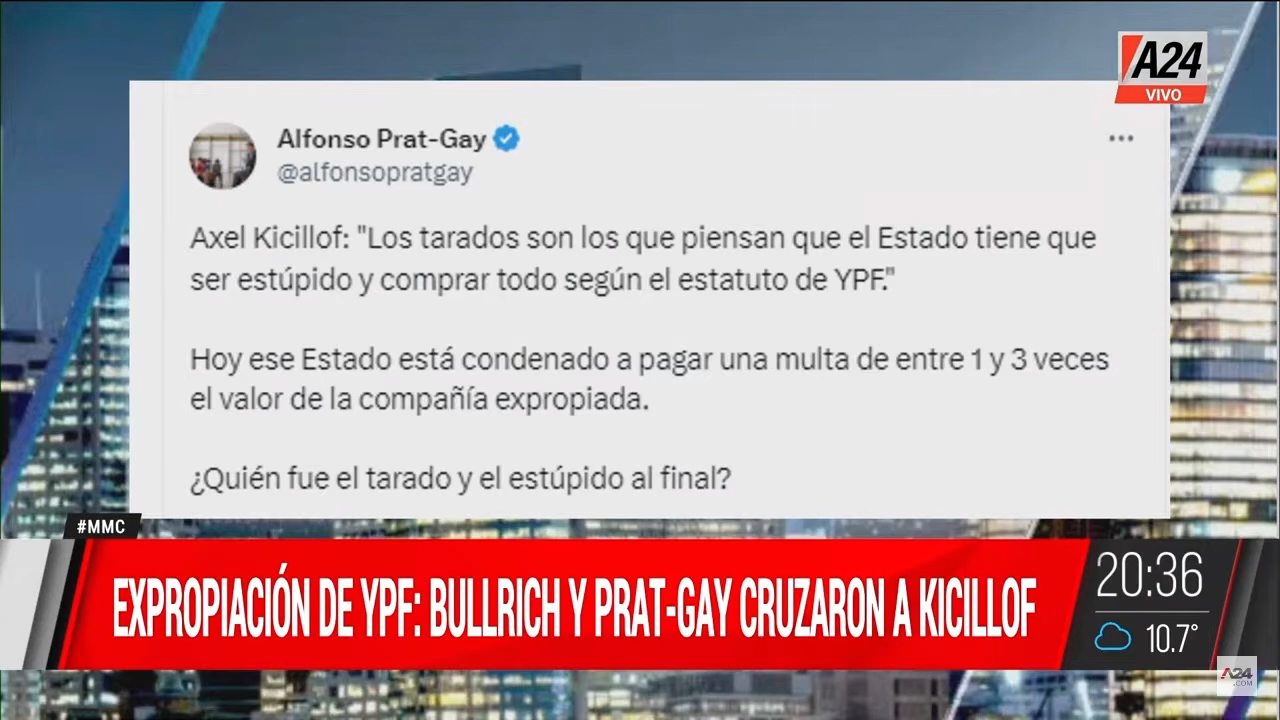 A24
VIVO
Alfonso Prat-Gay
@alfonsopratgay
Axel Kicillof: "Los tarados son los que piensan que el Estado tiene que
ser estúpido y comprar todo según el estatuto de YPF."
Hoy ese Estado está condenado a pagar una multa de entre 1 y 3 veces
el valor de la compañía expropiada.
¿Quién fue el tarado y el estúpido al final?
#MMC
EXPROPIACIÓN DE YPF: BULLRICH Y PRAT-GAY CRUZARON A KICILLOF
20:36
10.7°
A24
.COM